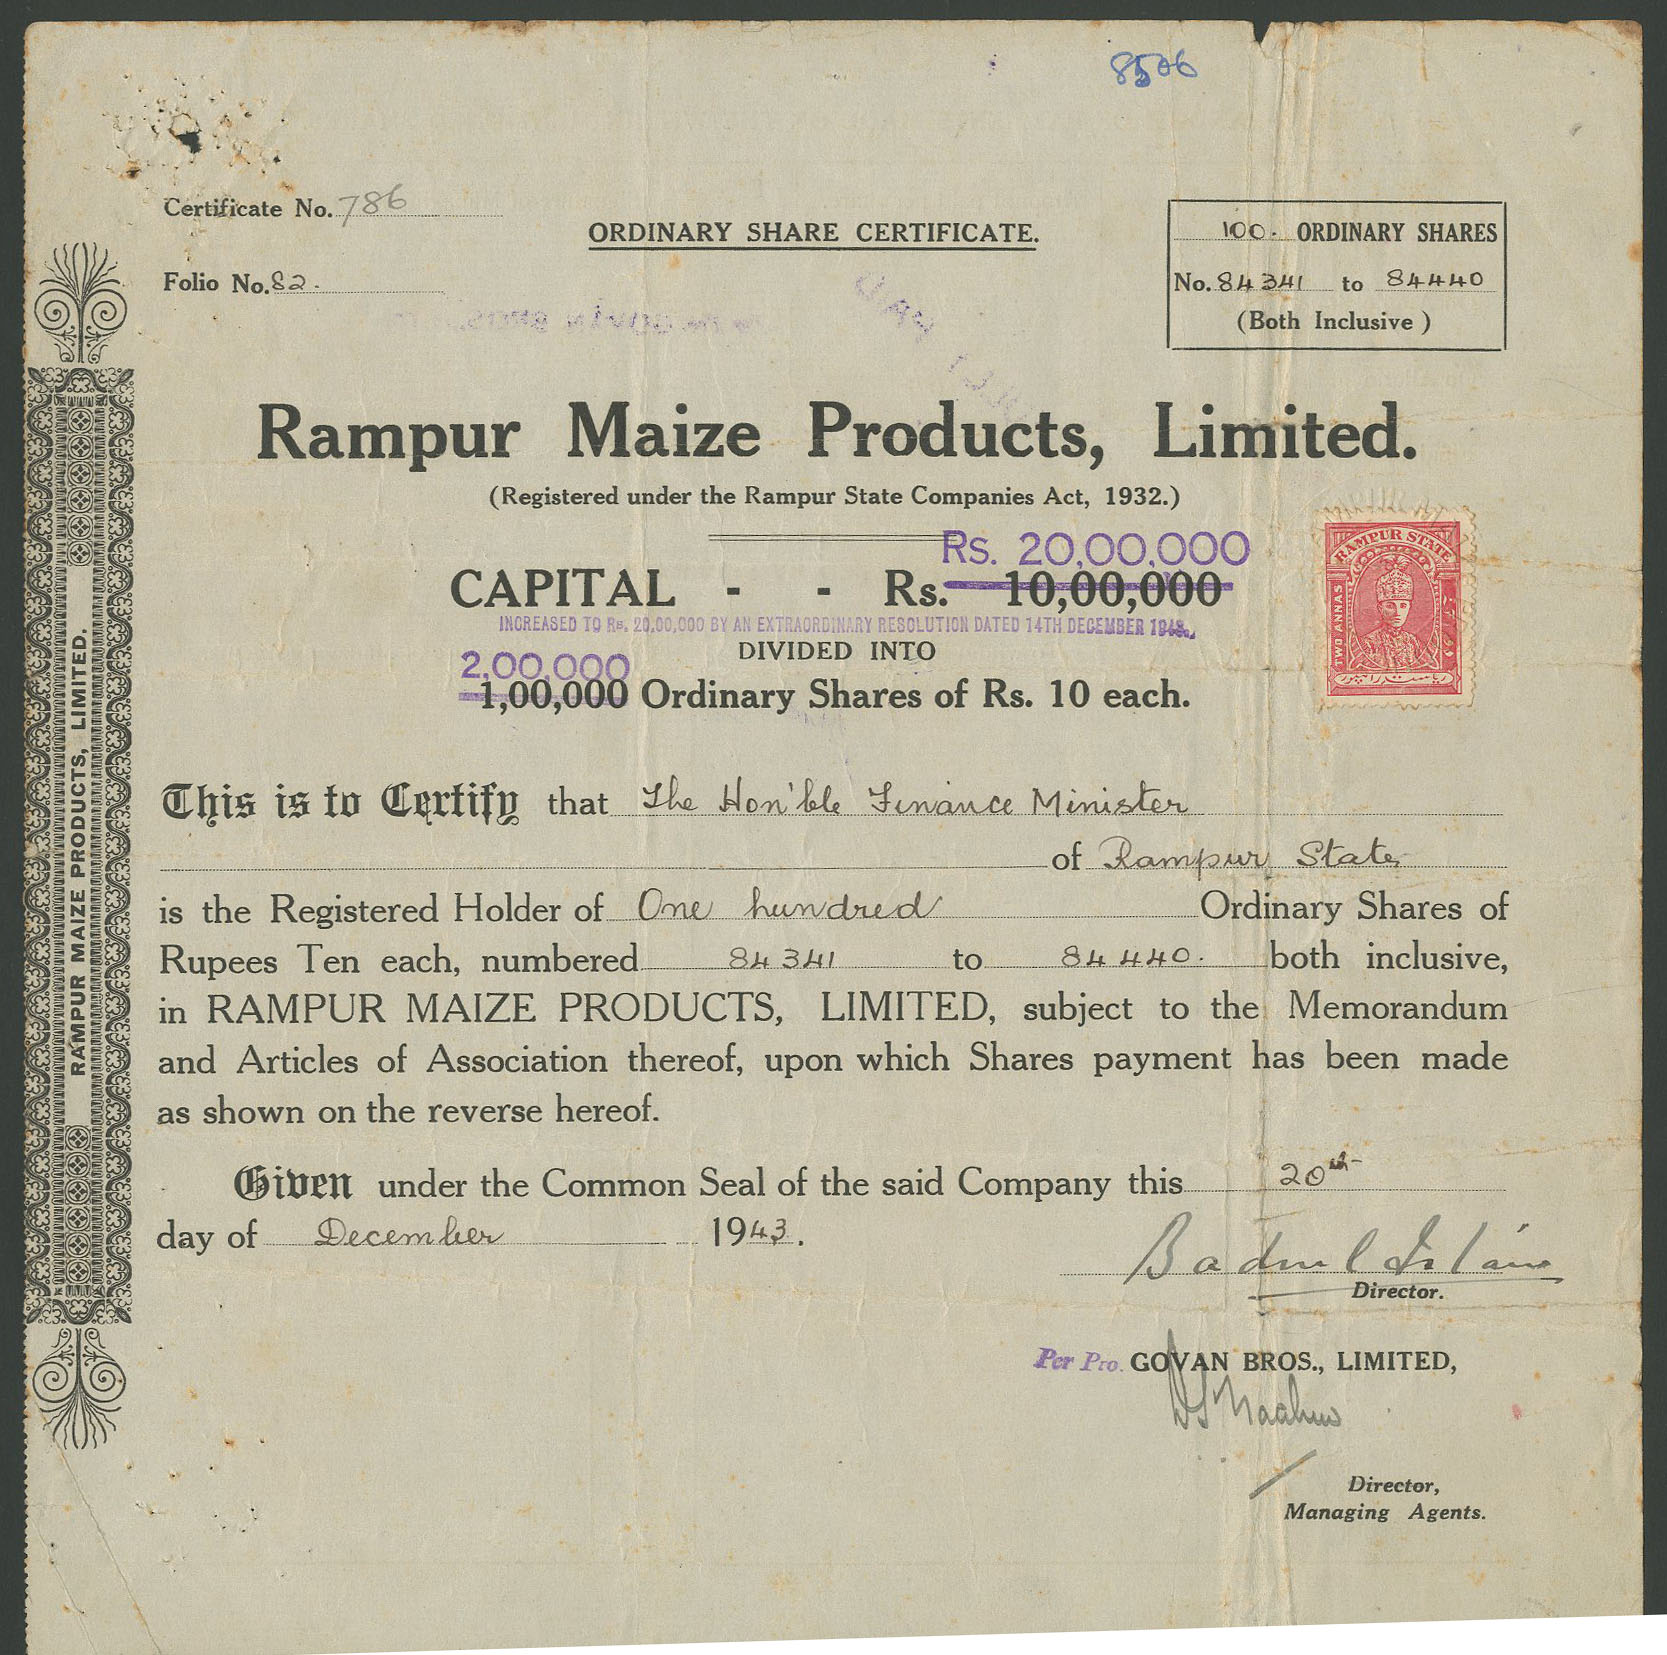 8506
Certificate No. 786
ORDINARY SHARE CERTIFICATE.
100. ORDINARY SHARES
Folio No. 82.
No. 84341 to 84440
(Both Inclusive)
GOVAN BROS.
Rampur Maize Products, Limited.
(Registered under the Rampur State Companies Act, 1932.)
Rs. 20,00,000
CAPITAL - - Rs. 10,00,000
INCREASED TO Rs. 20,00,000 BY AN EXTRAORDINARY RESOLUTION DATED 14TH DECEMBER
DIVIDED INTO
2,00,000
1,00,000 Ordinary Shares of Rs. 10 each.
RAMPUR STATE
TWO ANNAS
ریاست رامپور
This is to Certify that The Hon'ble Finance Minister
of Rampur State
is the Registered Holder of One hundred Ordinary Shares of
Rupees Ten each, numbered 84341 to 84440. both inclusive,
in RAMPUR MAIZE PRODUCTS, LIMITED, subject to the Memorandum
and Articles of Association thereof, upon which Shares payment has been made
as shown on the reverse hereof.
Given under the Common Seal of the said Company this 20th
day of December 1943.
Badrul Islam
Director.
Per Pro. GOVAN BROS., LIMITED,
Director,
Managing Agents.
RAMPUR MAIZE PRODUCTS, LIMITED.